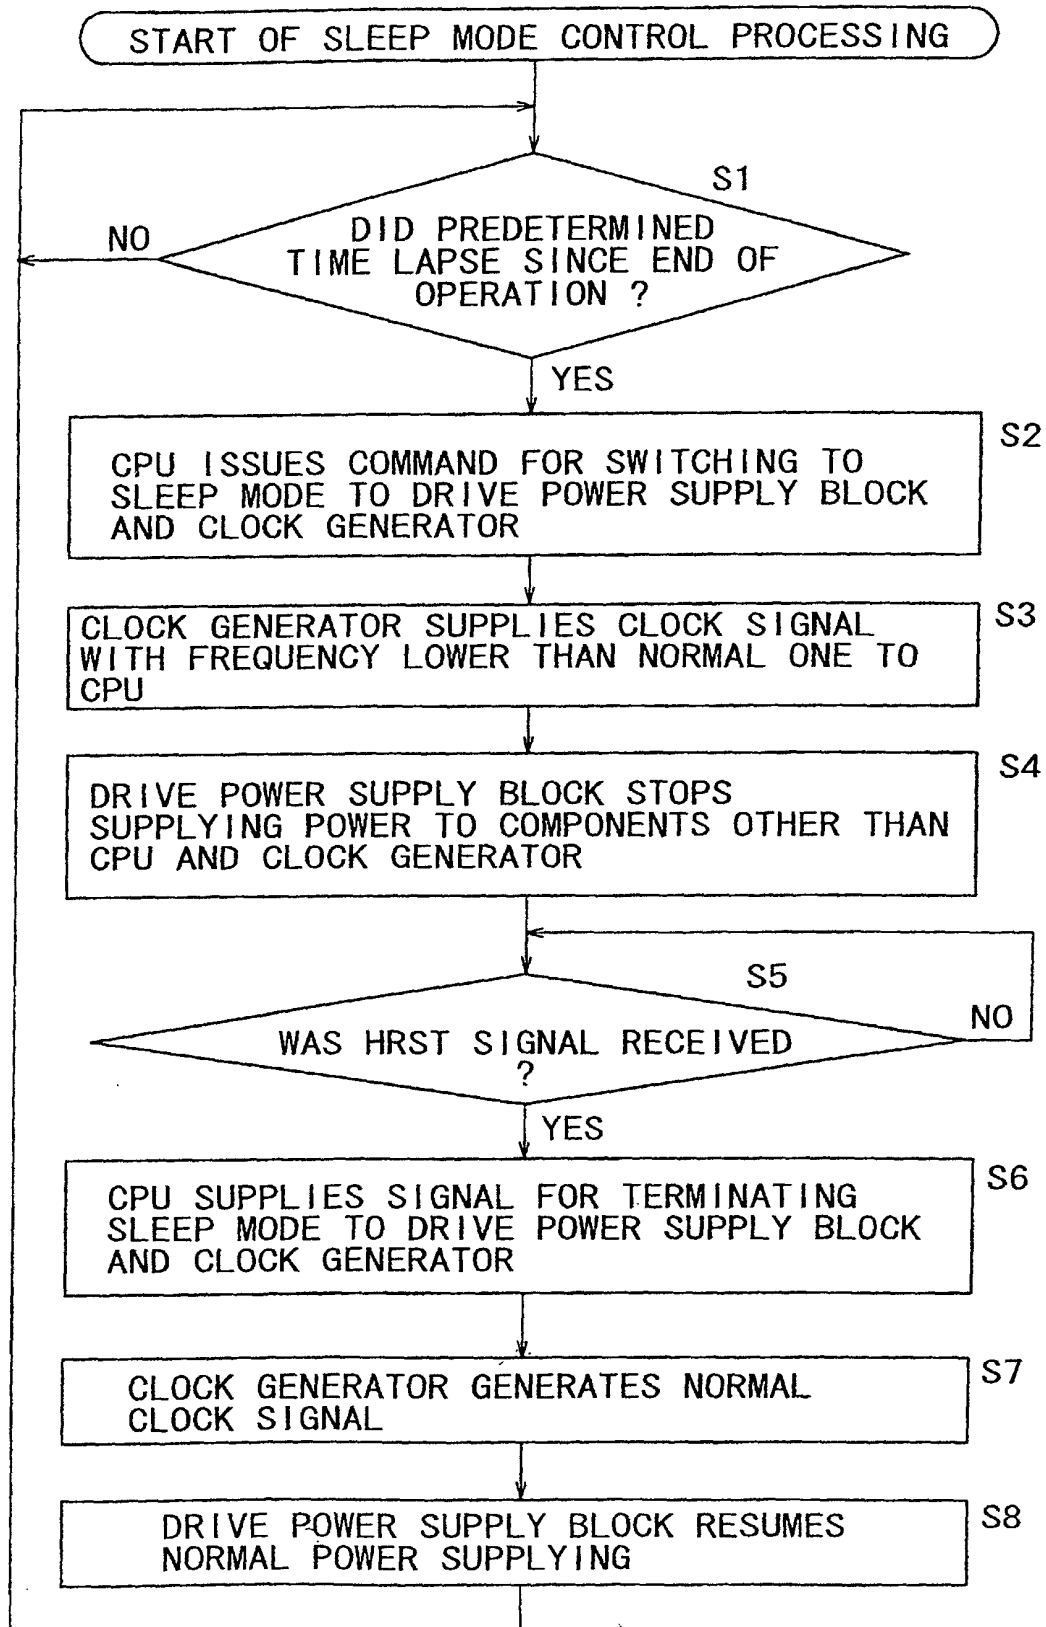 START OF SLEEP MODE CONTROL PROCESSING
S1
DID PREDETERMINED
TIME LAPSE SINCE END OF
OPERATION ?
NO
YES
S2
CPU ISSUES COMMAND FOR SWITCHING TO
SLEEP MODE TO DRIVE POWER SUPPLY BLOCK
AND CLOCK GENERATOR
S3
CLOCK GENERATOR SUPPLIES CLOCK SIGNAL
WITH FREQUENCY LOWER THAN NORMAL ONE TO
CPU
S4
DRIVE POWER SUPPLY BLOCK STOPS
SUPPLYING POWER TO COMPONENTS OTHER THAN
CPU AND CLOCK GENERATOR
S5
WAS HRST SIGNAL RECEIVED
?
NO
YES
S6
CPU SUPPLIES SIGNAL FOR TERMINATING
SLEEP MODE TO DRIVE POWER SUPPLY BLOCK
AND CLOCK GENERATOR
S7
CLOCK GENERATOR GENERATES NORMAL
CLOCK SIGNAL
S8
DRIVE POWER SUPPLY BLOCK RESUMES
NORMAL POWER SUPPLYING